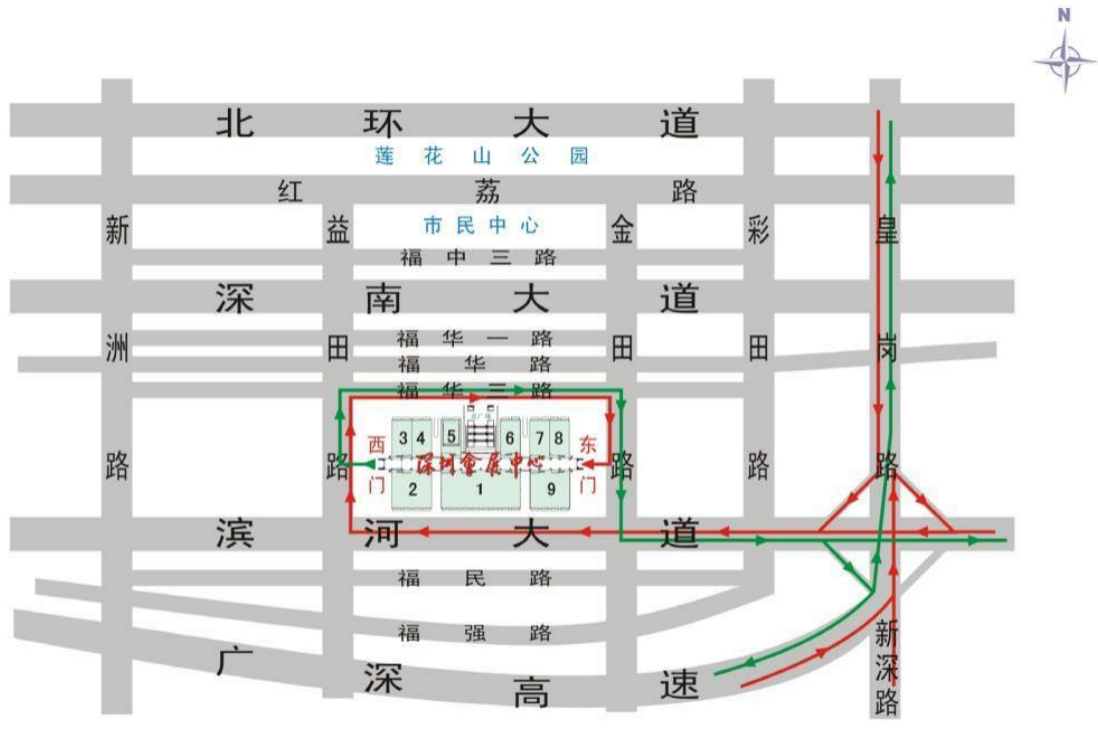 N
北环大道
莲花山公园
红荔路
市民中心
福中三路
深南大道
福华一路
福华路
福华三路
新洲路
益田路
金田路
彩田路
皇岗路
3 4 5 6 7 8
西门
深圳會展中心
东门
2 1 9
滨河大道
福民路
福强路
广深高速
新深路